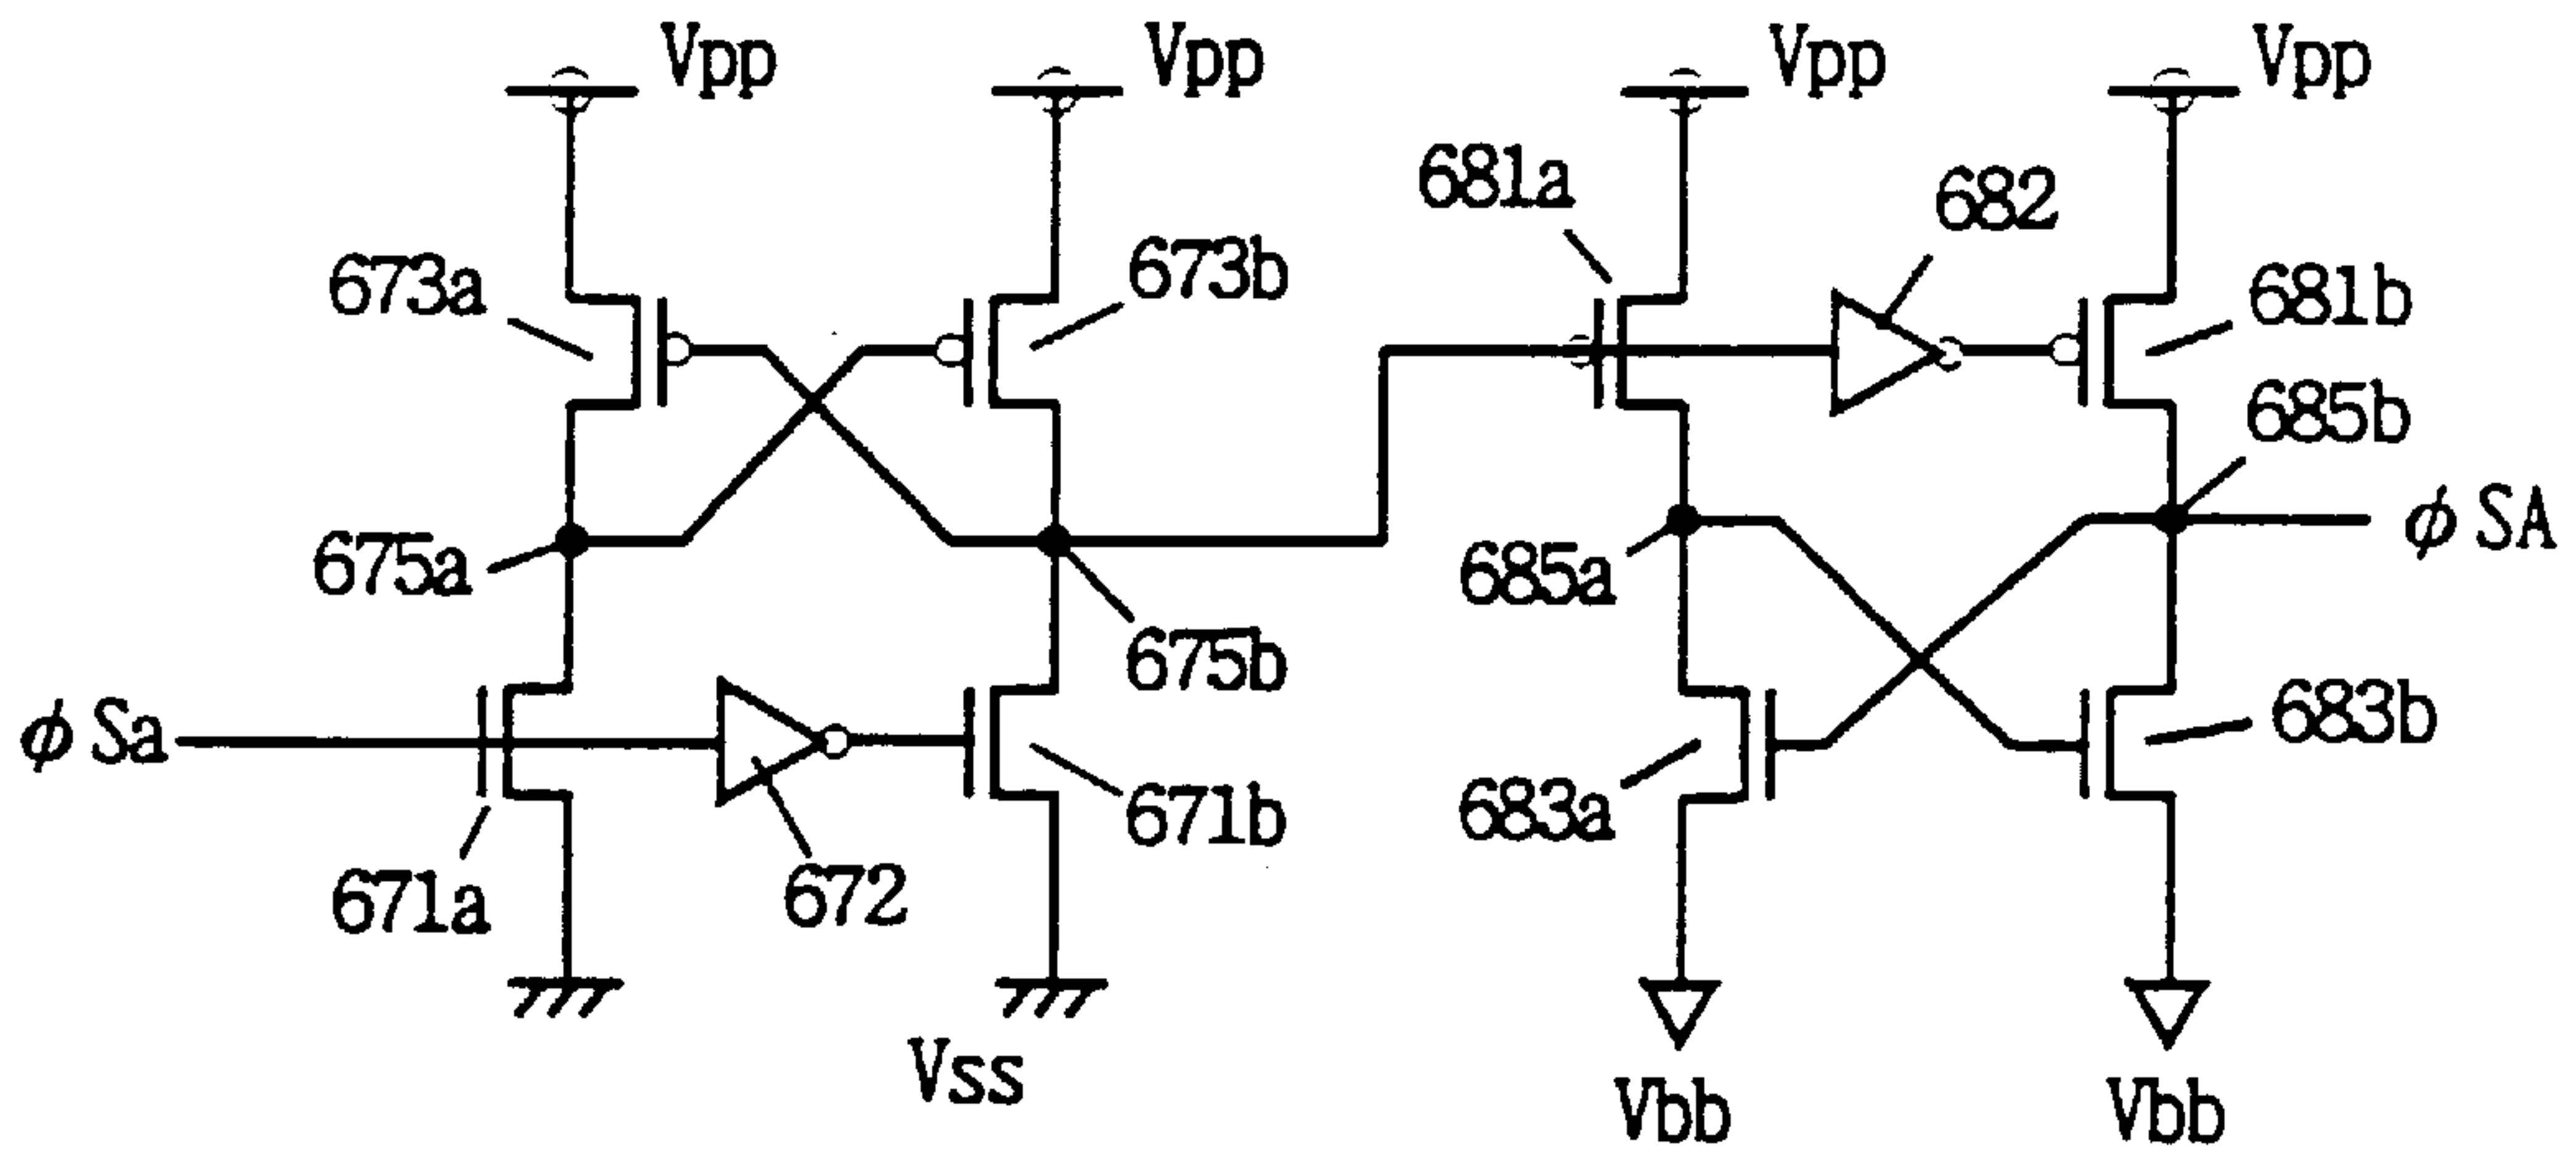 Vpp Vpp Vpp Vpp
681a 682
673a 673b 681b
685b
675a 685a φ SA
675b
φ Sa 683b
671b 683a
671a 672
Vss
Vbb Vbb